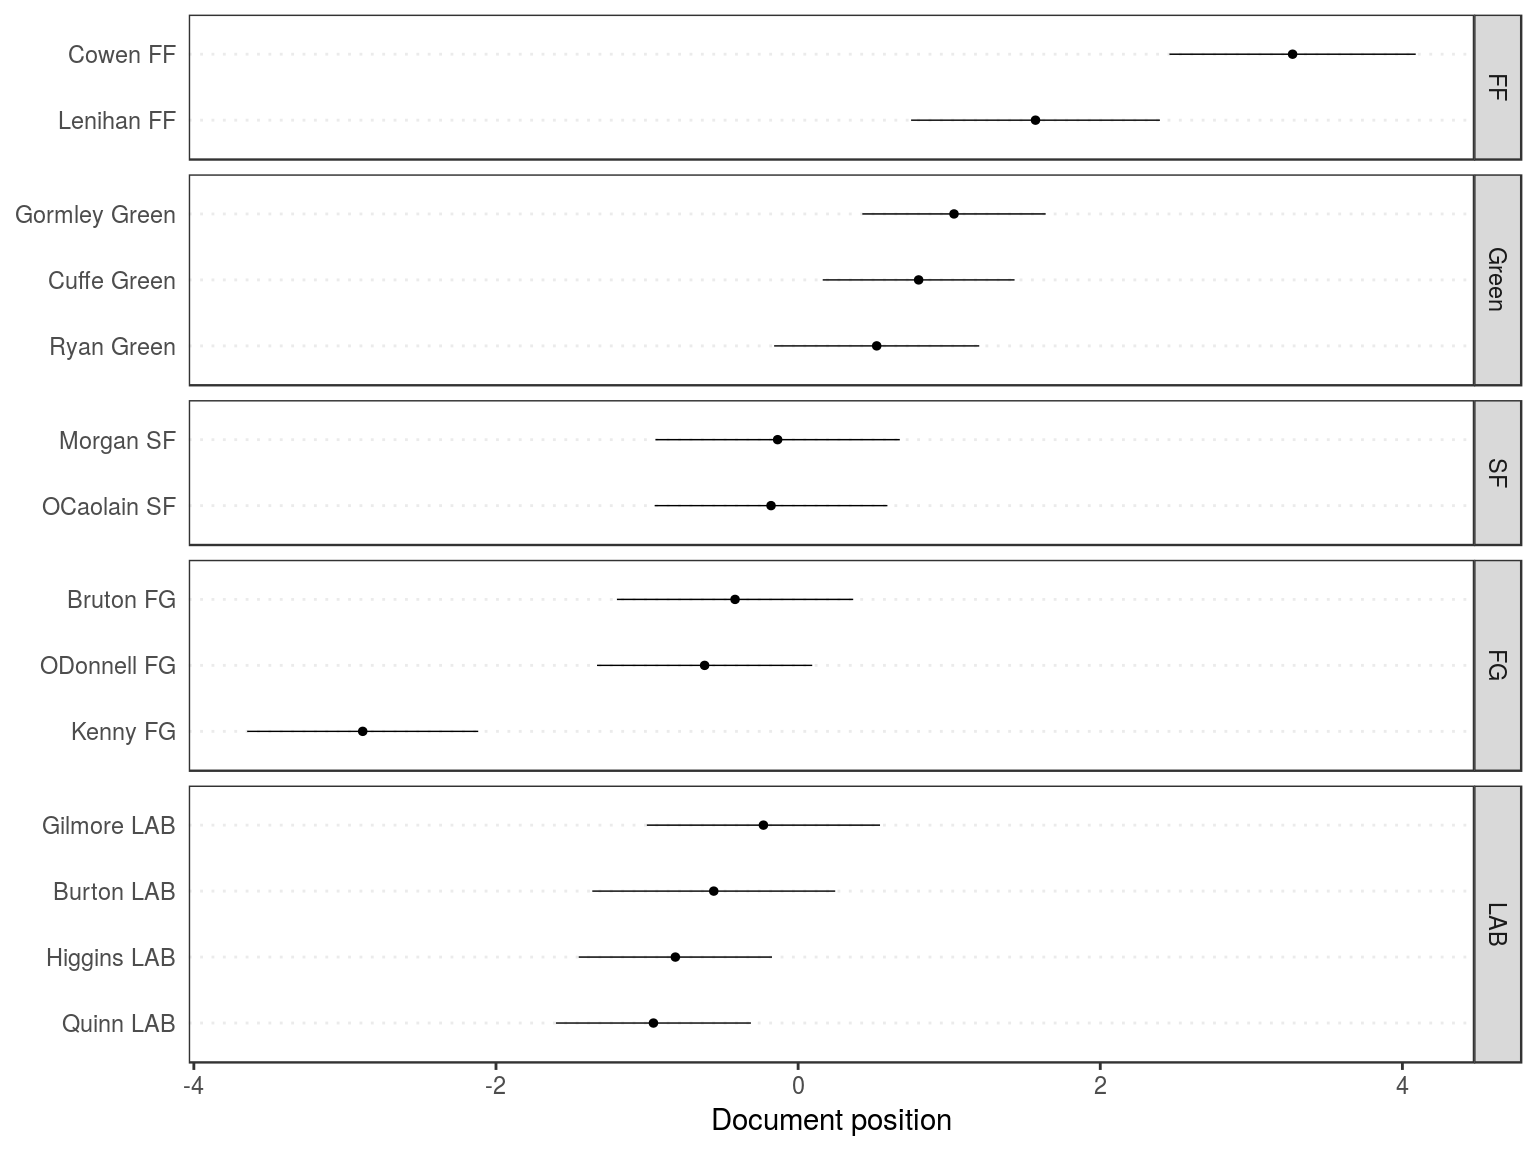 Cowen FF
Lenihan FF
FF
Gormley Green
Cuffe Green
Ryan Green
Green
Morgan SF
OCaolain SF
SF
Bruton FG
ODonnell FG
Kenny FG
FG
Gilmore LAB
Burton LAB
Higgins LAB
Quinn LAB
LAB
-4 -2 0 2 4
Document position